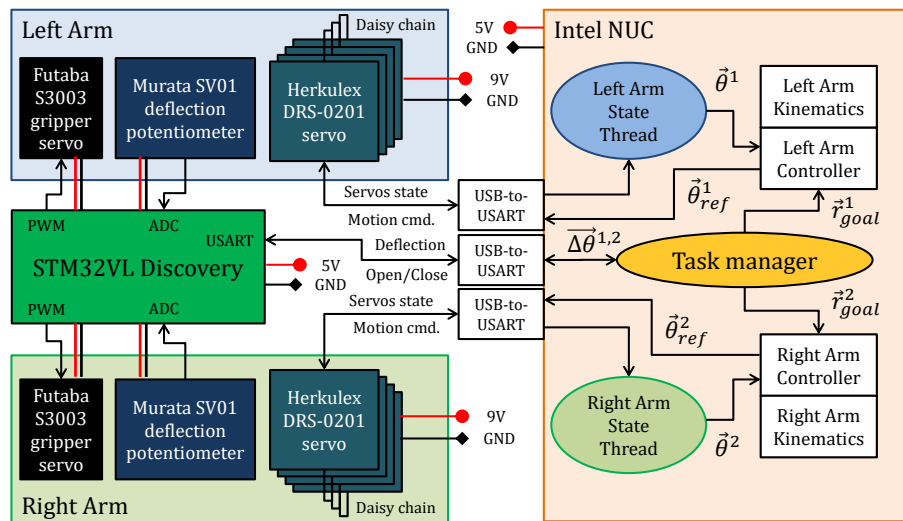 Left Arm
Daisy chain
Futaba
S3003
gripper
servo
Murata SV01
deflection
potentiometer
Herkulex
DRS-0201
servo
9V
GND
5V
GND
Intel NUC
Left Arm
State
Thread
θ⃗¹
Left Arm
Kinematics
Left Arm
Controller
Servos state
Motion cmd.
USB-to-
USART
θ⃗¹ref
r⃗¹goal
PWM
ADC
USART
STM32VL Discovery
5V
GND
PWM
ADC
Deflection
Open/Close
USB-to-
USART
Δθ⃗¹,²
Task manager
Servos state
Motion cmd.
USB-to-
USART
θ⃗²ref
r⃗²goal
Futaba
S3003
gripper
servo
Murata SV01
deflection
potentiometer
Herkulex
DRS-0201
servo
9V
GND
Right Arm
State
Thread
θ⃗²
Right Arm
Controller
Right Arm
Kinematics
Right Arm
Daisy chain